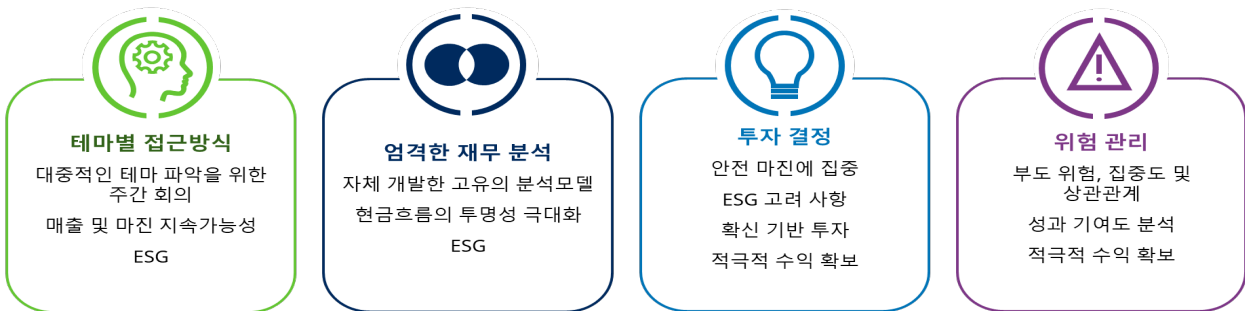 테마별 접근방식
대중적인 테마 파악을 위한
주간 회의
매출 및 마진 지속가능성
ESG
엄격한 재무 분석
자체 개발한 고유의 분석모델
현금흐름의 투명성 극대화
ESG
투자 결정
안전 마진에 집중
ESG 고려 사항
확신 기반 투자
적극적 수익 확보
위험 관리
부도 위험, 집중도 및
상관관계
성과 기여도 분석
적극적 수익 확보